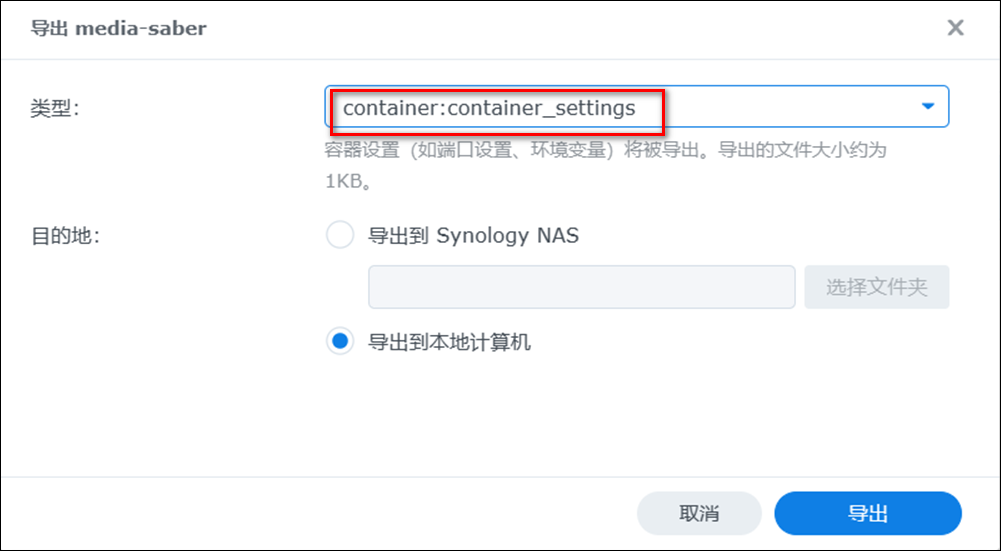 导出 media-saber
类型：
container:container_settings
容器设置（如端口设置、环境变量）将被导出。导出的文件大小约为
1KB。
目的地：
导出到 Synology NAS
选择文件夹
导出到本地计算机
取消
导出